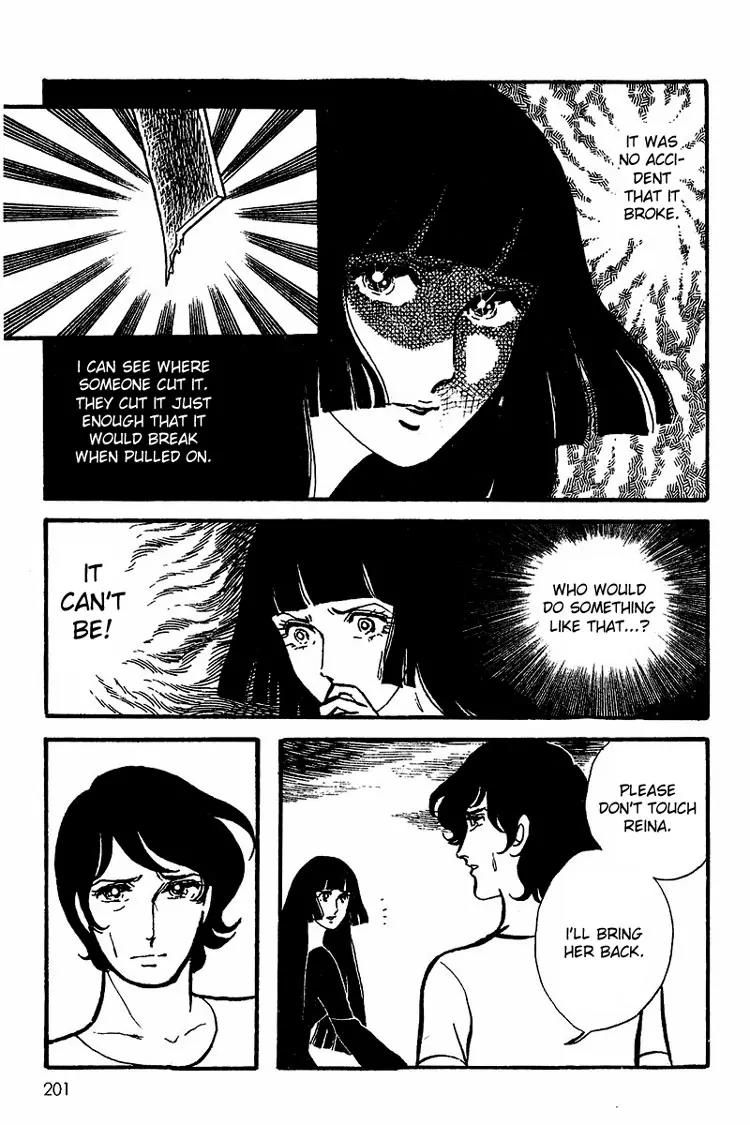 IT WAS
NO ACCI-
DENT
THAT IT
BROKE.
I CAN SEE WHERE
SOMEONE CUT IT.
THEY CUT IT JUST
ENOUGH THAT IT
WOULD BREAK
WHEN PULLED ON.
IT
CAN'T
BE!
WHO WOULD
DO SOMETHING
LIKE THAT...?
PLEASE
DON'T TOUCH
REINA.
I'LL BRING
HER BACK.
201